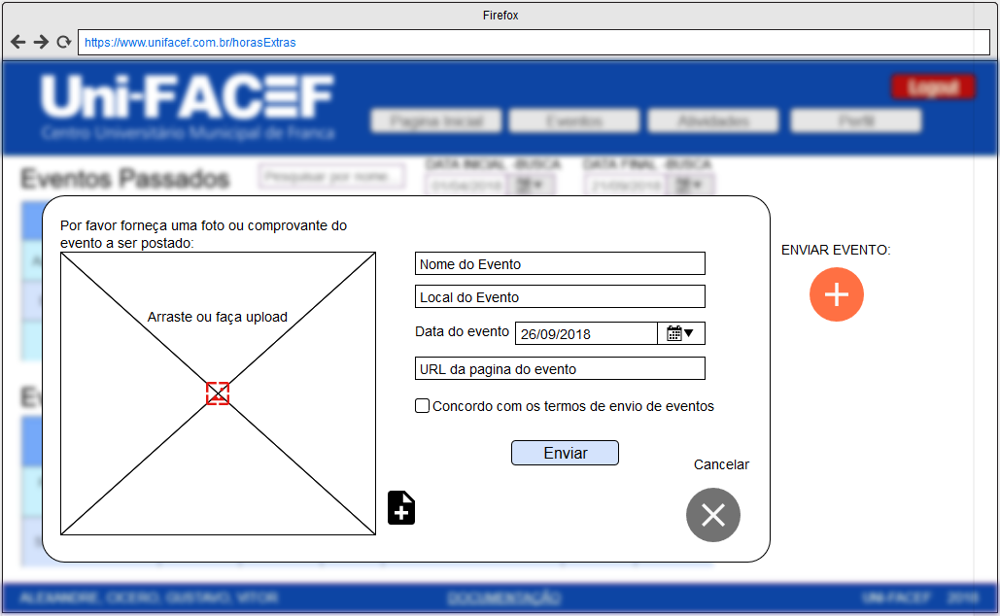 Firefox
https://www.unifacef.com.br/horasExtras
Uni-FACEF
Centro Universitário Municipal de Franca
Logout
Pagina Inicial
Eventos
Atividades
Perfil
Eventos Passados
Pesquisar por nome...
DATA INICIAL -BUSCA
01/04/2018
DATA FINAL -BUSCA
21/09/2018
Por favor forneça uma foto ou comprovante do
evento a ser postado:
Arraste ou faça upload
Nome do Evento
Local do Evento
Data do evento
26/09/2018
URL da pagina do evento
Concordo com os termos de envio de eventos
Enviar
Cancelar
ENVIAR EVENTO:
ALEXANDRE, CICERO, GUSTAVO, VITOR
DOCUMENTAÇÃO
UNI-FACEF 2018